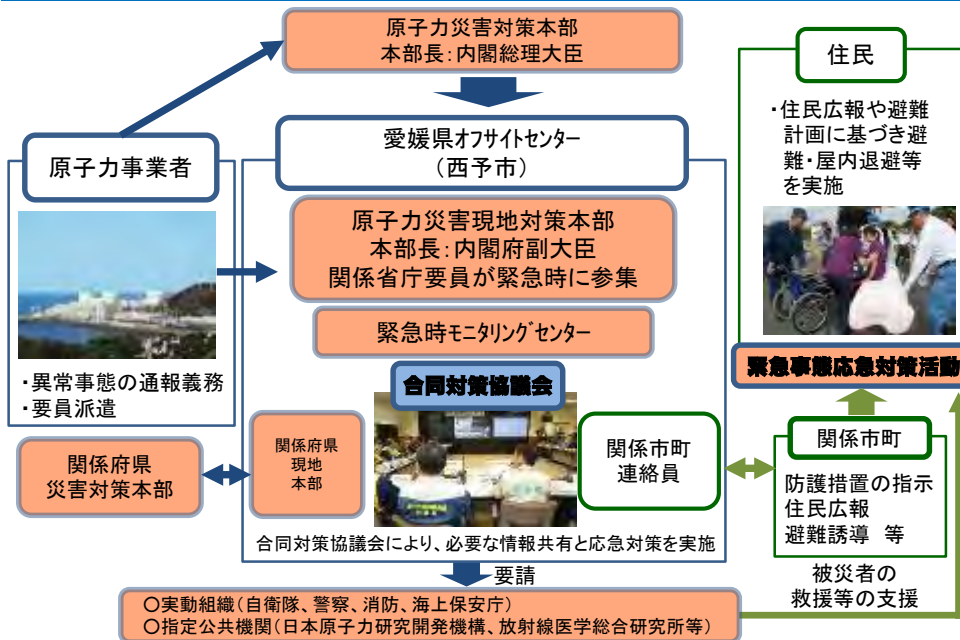 原子力災害対策本部
本部長：内閣総理大臣
愛媛県オフサイトセンター
（西予市）
原子力事業者
・異常事態の通報義務
・要員派遣
原子力災害現地対策本部
本部長：内閣府副大臣
関係省庁要員が緊急時に参集
緊急時モニタリングセンター
合同対策協議会
関係府県
災害対策本部
関係府県
現地
本部
関係市町
連絡員
合同対策協議会により、必要な情報共有と応急対策を実施
要請
○実動組織（自衛隊、警察、消防、海上保安庁）
○指定公共機関（日本原子力研究開発機構、放射線医学総合研究所等）
住民
・住民広報や避難
計画に基づき避
難・屋内退避等
を実施
緊急事態応急対策活動
関係市町
防護措置の指示
住民広報
避難誘導　等
被災者の
救援等の支援